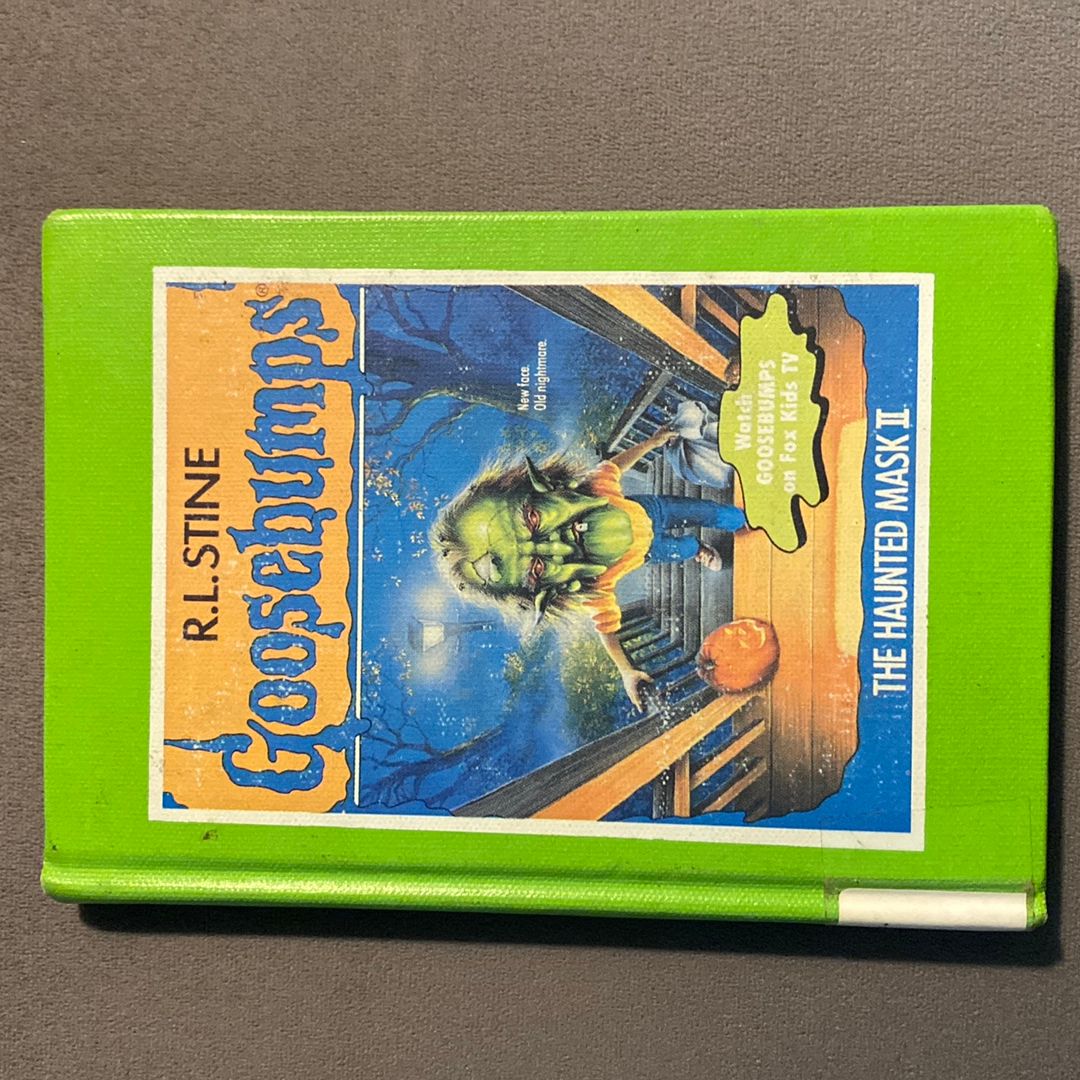 R.L. STINE
Goosebumps®
New face.
Old nightmare.
Watch
GOOSEBUMPS
on Fox Kids TV
THE HAUNTED MASK II